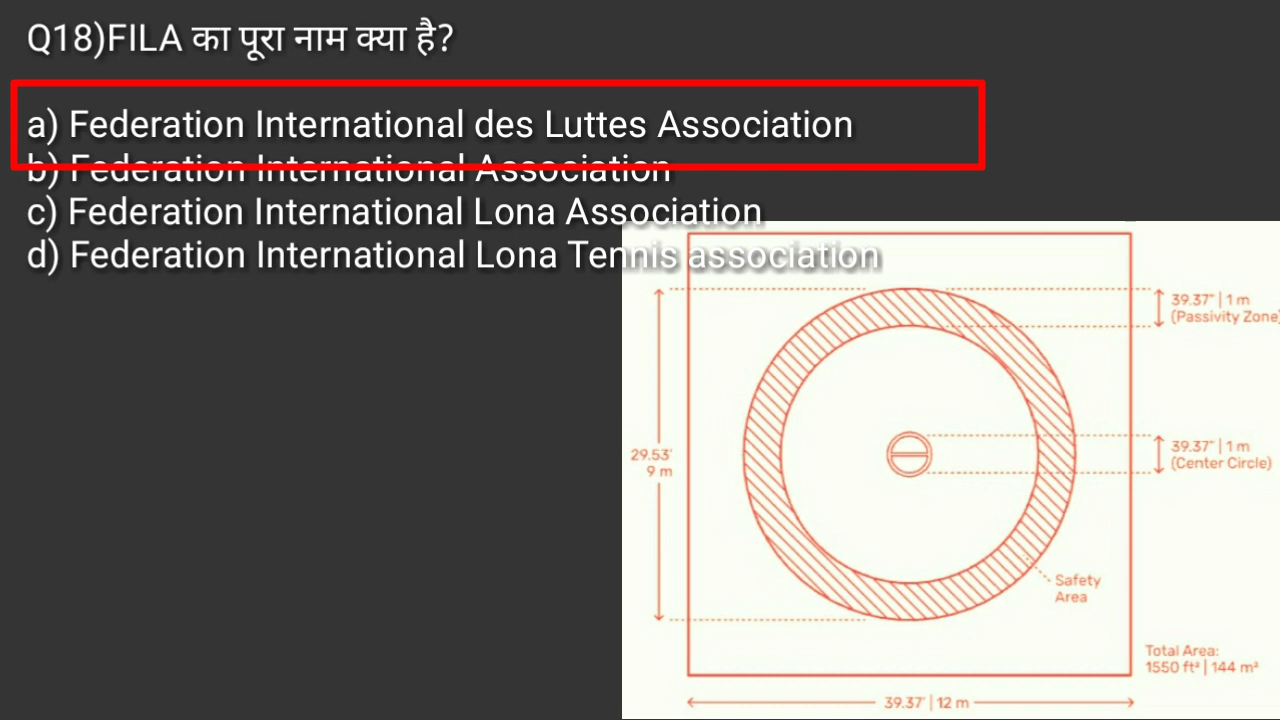 Q18)FILA का पूरा नाम क्या है?
a) Federation International des Luttes Association
b) Federation International Association
c) Federation International Lona Association
d) Federation International Lona Tennis association
39.37" | 1 m
(Passivity Zone)
39.37" | 1 m
(Center Circle)
29.53'
9 m
Safety
Area
Total Area:
1550 ft² | 144 m²
39.37' | 12 m